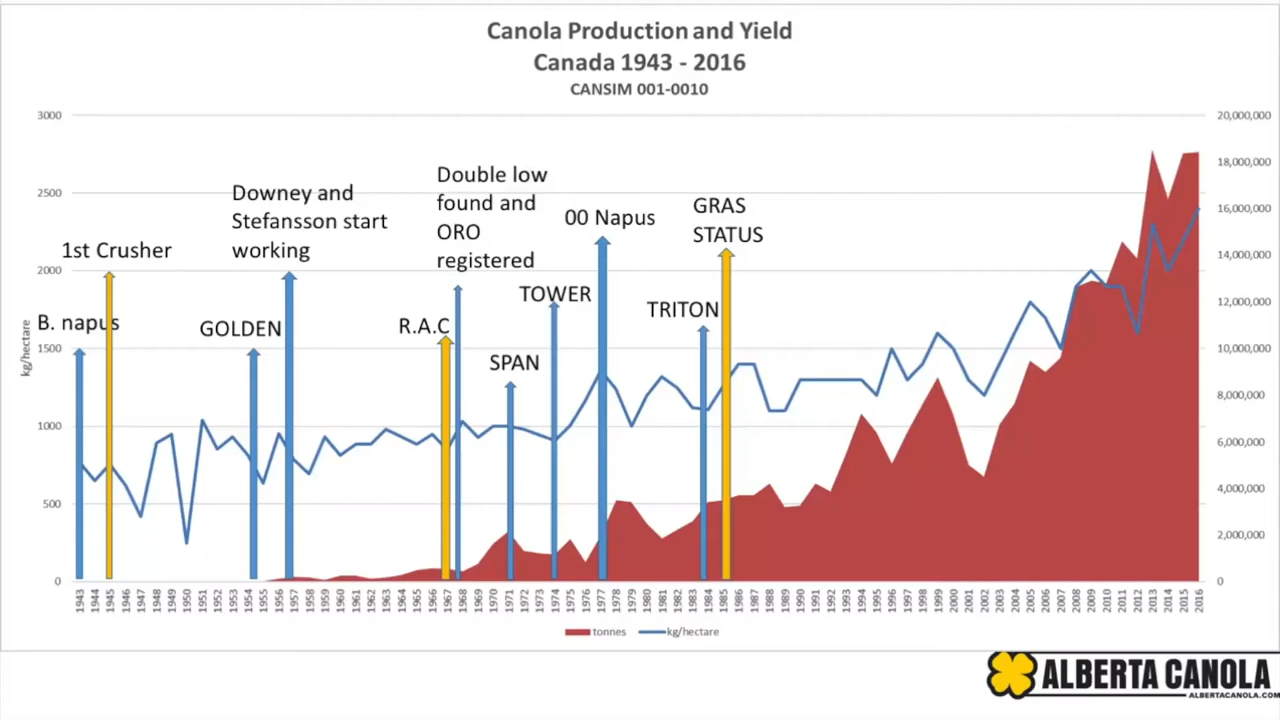 Canola Production and Yield
Canada 1943 - 2016
CANSIM 001-0010
3000
2500
2000
1500
1000
500
0
kg/hectare
20,000,000
18,000,000
16,000,000
14,000,000
12,000,000
10,000,000
8,000,000
6,000,000
4,000,000
2,000,000
0
B. napus
1st Crusher
GOLDEN
Downey and
Stefansson start
working
R.A.C
Double low
found and
ORO
registered
SPAN
TOWER
00 Napus
TRITON
GRAS
STATUS
1943 1944 1945 1946 1947 1948 1949 1950 1951 1952 1953 1954 1955 1956 1957 1958 1959 1960 1961 1962 1963 1964 1965 1966 1967 1968 1969 1970 1971 1972 1973 1974 1975 1976 1977 1978 1979 1980 1981 1982 1983 1984 1985 1986 1987 1988 1989 1990 1991 1992 1993 1994 1995 1996 1997 1998 1999 2000 2001 2002 2003 2004 2005 2006 2007 2008 2009 2010 2011 2012 2013 2014 2015 2016
tonnes kg/hectare
ALBERTA CANOLA
ALBERTACANOLA.COM